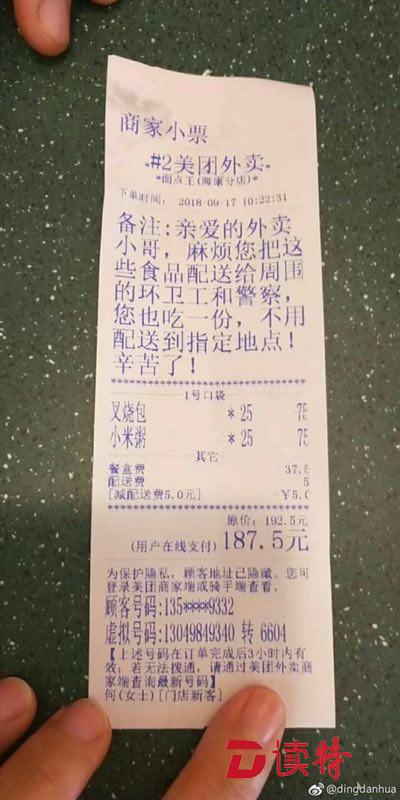 商家小票
*#2美团外卖*
*面点王(海康分店)*
下单时间: 2018-09-17 10:22:31
备注:亲爱的外卖
小哥，麻烦您把这
些食品配送给周围
的环卫工和警察，
您也吃一份，不用
配送到指定地点！
辛苦了！
1号口袋
叉烧包 *25 75
小米粥 *25 75
其它
餐盒费 37.5
配送费 5
[减配送费5.0元] -￥5.0
原价: 192.5元
(用户在线支付) 187.5元
为保护隐私，顾客地址已隐藏。您可
登录美团商家端或骑手端查看。
顾客号码:135****9332
虚拟号码:13049849340 转 6604
【上述号码在订单完成后3小时内有
效；若无法拨通，请通过美团外卖商
家端查询最新号码】
何(女士)[门店新客]
读特
@dingdanhua